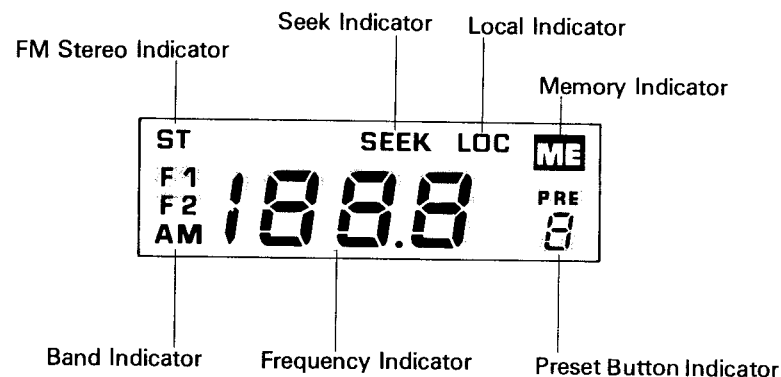 Seek Indicator
Local Indicator
FM Stereo Indicator
Memory Indicator
ST
SEEK
LOC
ME
F1
F2
AM
188.8
PRE
8
Band Indicator
Frequency Indicator
Preset Button Indicator